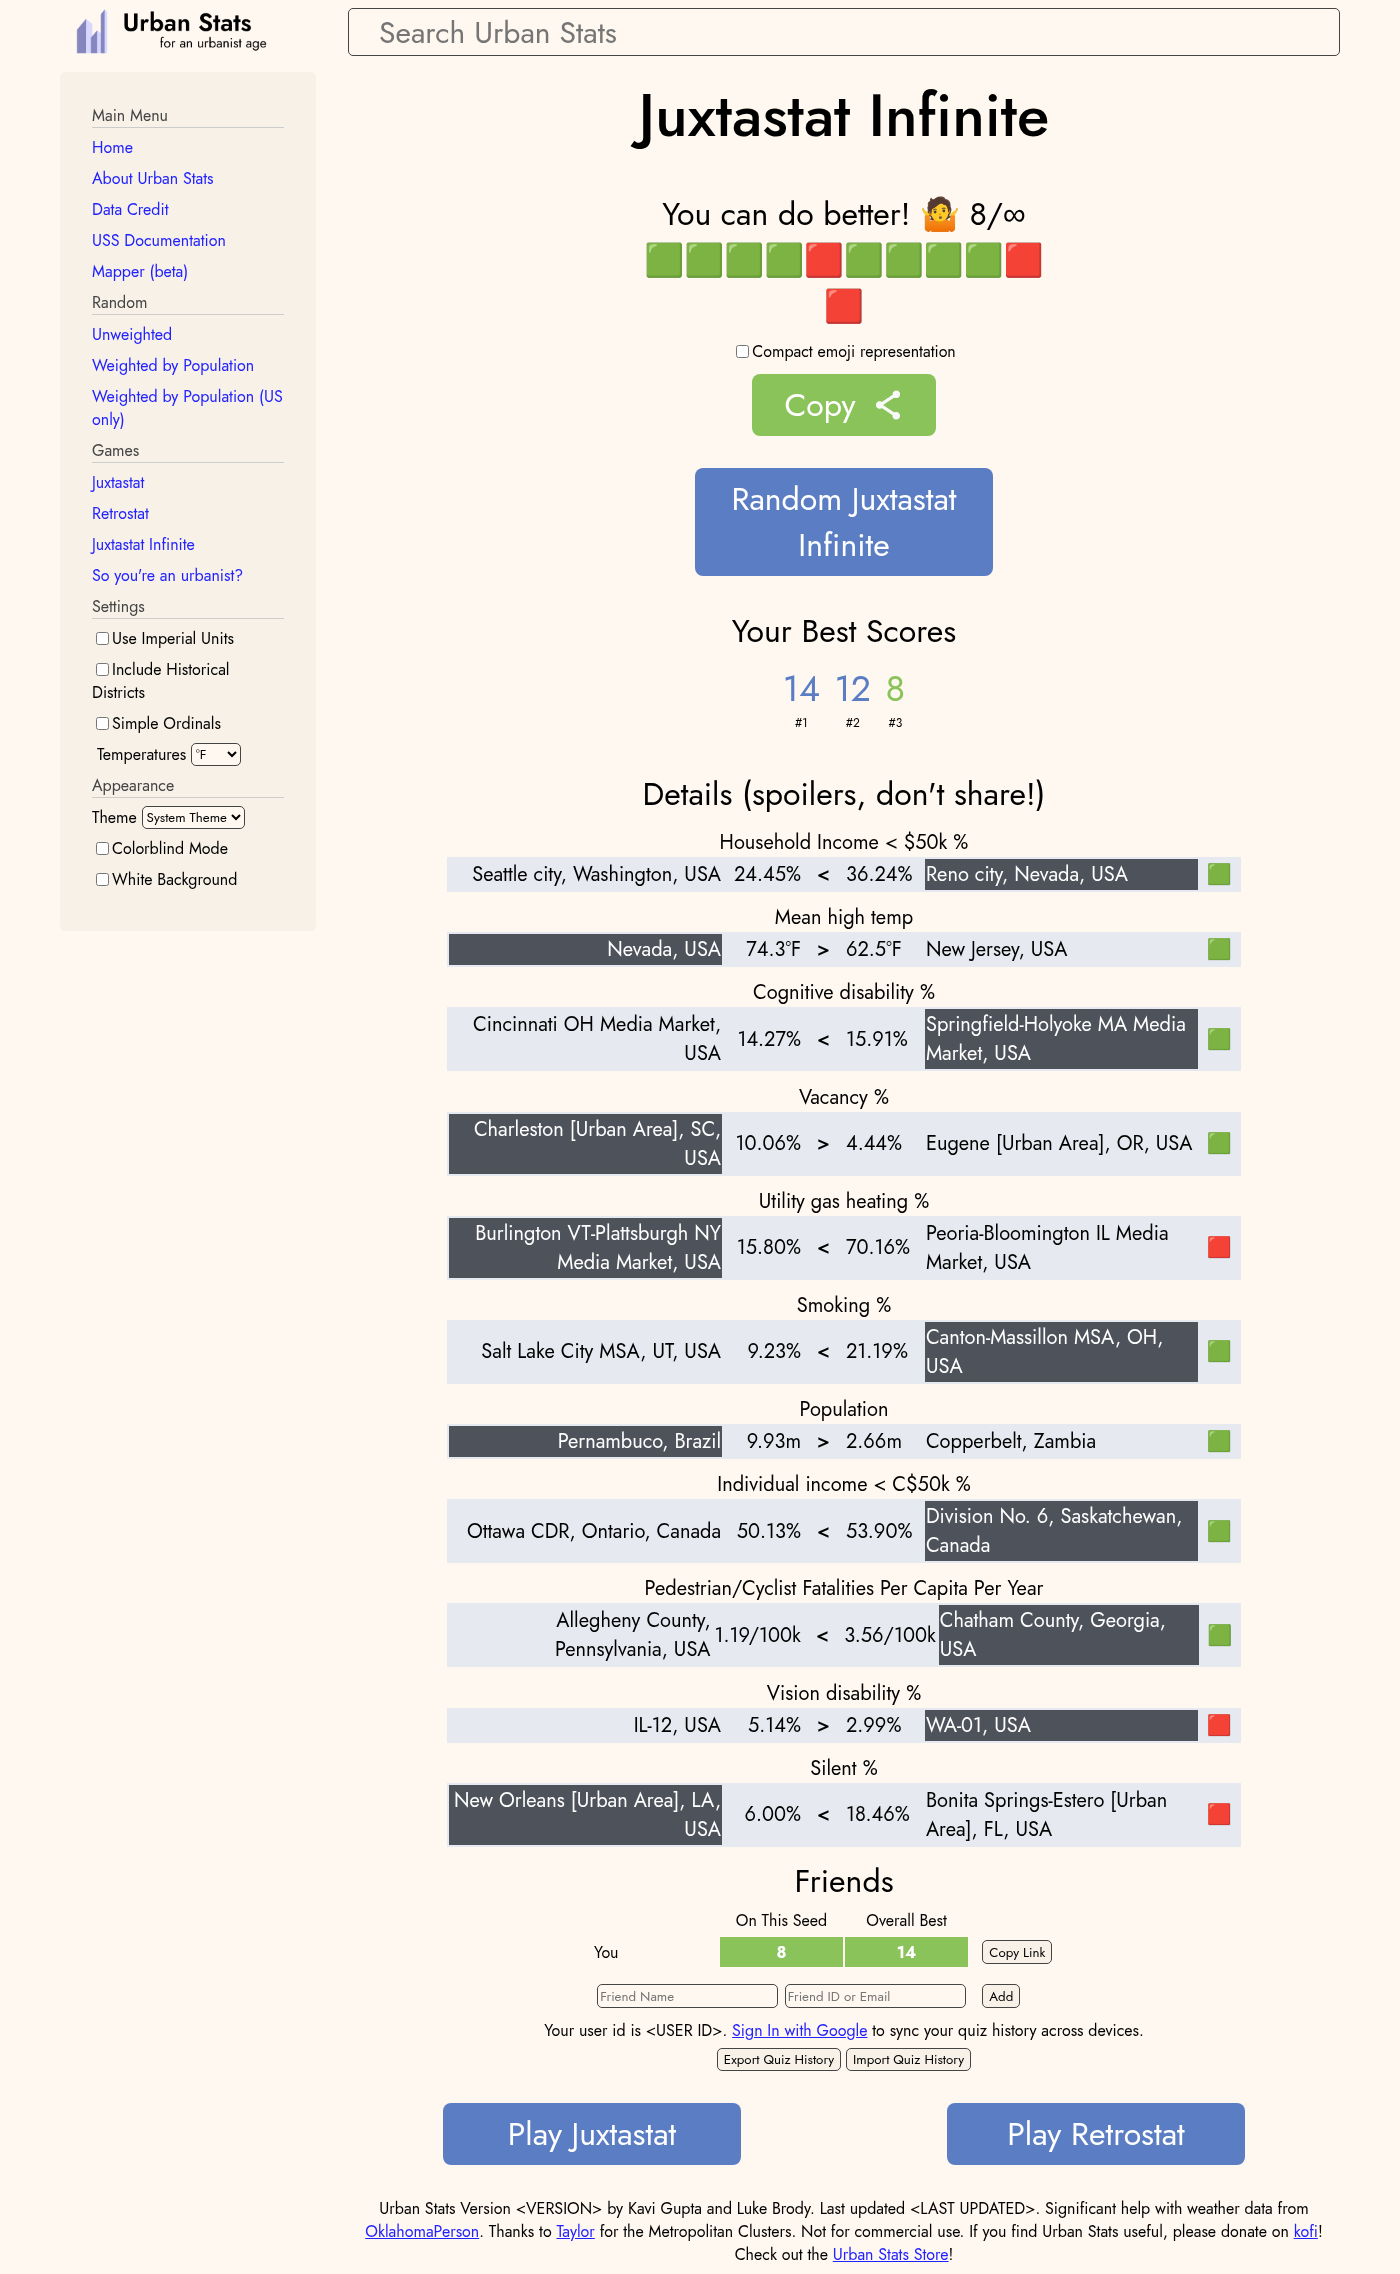 Urban Stats
for an urbanist age
Search Urban Stats
Main Menu
Home
About Urban Stats
Data Credit
USS Documentation
Mapper (beta)
Random
Unweighted
Weighted by Population
Weighted by Population (US
only)
Games
Juxtastat
Retrostat
Juxtastat Infinite
So you're an urbanist?
Settings
Use Imperial Units
Include Historical
Districts
Simple Ordinals
Temperatures °F
Appearance
Theme System Theme
Colorblind Mode
White Background
Juxtastat Infinite
You can do better! 🤷 8/∞
🟩🟩🟩🟩🟥🟩🟩🟩🟩🟥
🟥
Compact emoji representation
Copy
Random Juxtastat
Infinite
Your Best Scores
14 12 8
#1 #2 #3
Details (spoilers, don't share!)
Household Income < $50k %
Seattle city, Washington, USA 24.45% < 36.24% Reno city, Nevada, USA 🟩
Mean high temp
Nevada, USA 74.3°F > 62.5°F New Jersey, USA 🟩
Cognitive disability %
Cincinnati OH Media Market,
USA 14.27% < 15.91% Springfield-Holyoke MA Media
Market, USA 🟩
Vacancy %
Charleston [Urban Area], SC,
USA 10.06% > 4.44% Eugene [Urban Area], OR, USA 🟩
Utility gas heating %
Burlington VT-Plattsburgh NY
Media Market, USA 15.80% < 70.16% Peoria-Bloomington IL Media
Market, USA 🟥
Smoking %
Salt Lake City MSA, UT, USA 9.23% < 21.19% Canton-Massillon MSA, OH,
USA 🟩
Population
Pernambuco, Brazil 9.93m > 2.66m Copperbelt, Zambia 🟩
Individual income < C$50k %
Ottawa CDR, Ontario, Canada 50.13% < 53.90% Division No. 6, Saskatchewan,
Canada 🟩
Pedestrian/Cyclist Fatalities Per Capita Per Year
Allegheny County,
Pennsylvania, USA 1.19/100k < 3.56/100k Chatham County, Georgia,
USA 🟩
Vision disability %
IL-12, USA 5.14% > 2.99% WA-01, USA 🟥
Silent %
New Orleans [Urban Area], LA,
USA 6.00% < 18.46% Bonita Springs-Estero [Urban
Area], FL, USA 🟥
Friends
On This Seed Overall Best
You 8 14 Copy Link
Friend Name Friend ID or Email Add
Your user id is <USER ID>. Sign In with Google to sync your quiz history across devices.
Export Quiz History Import Quiz History
Play Juxtastat Play Retrostat
Urban Stats Version <VERSION> by Kavi Gupta and Luke Brody. Last updated <LAST UPDATED>. Significant help with weather data from
OklahomaPerson. Thanks to Taylor for the Metropolitan Clusters. Not for commercial use. If you find Urban Stats useful, please donate on kofi!
Check out the Urban Stats Store!